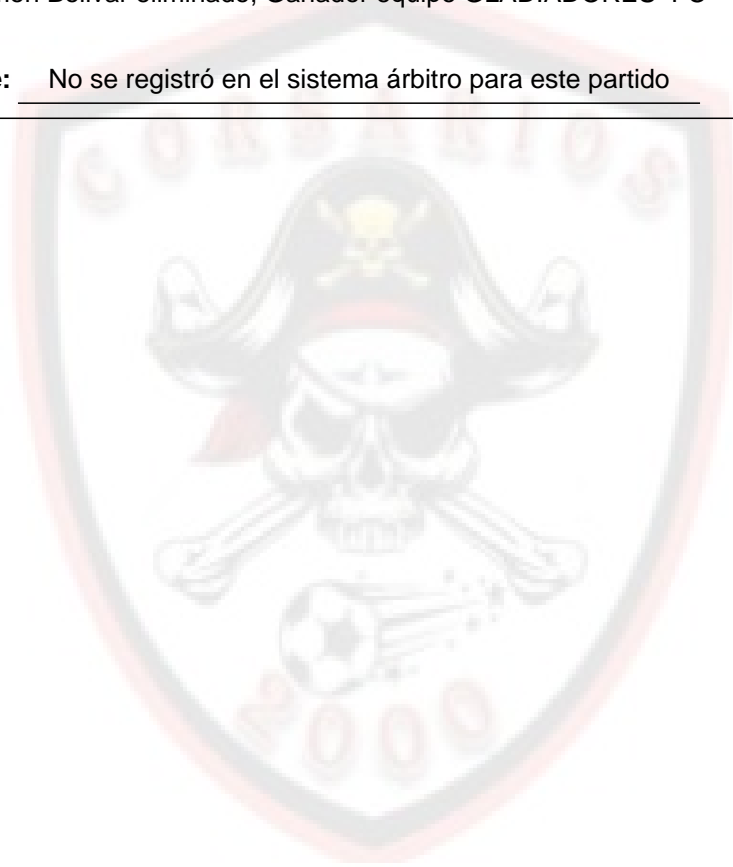 Bolívar eliminado, Ganador equipo GLADIADORES
e: No se registró en el sistema árbitro para este partido
CORSARIOS
2000